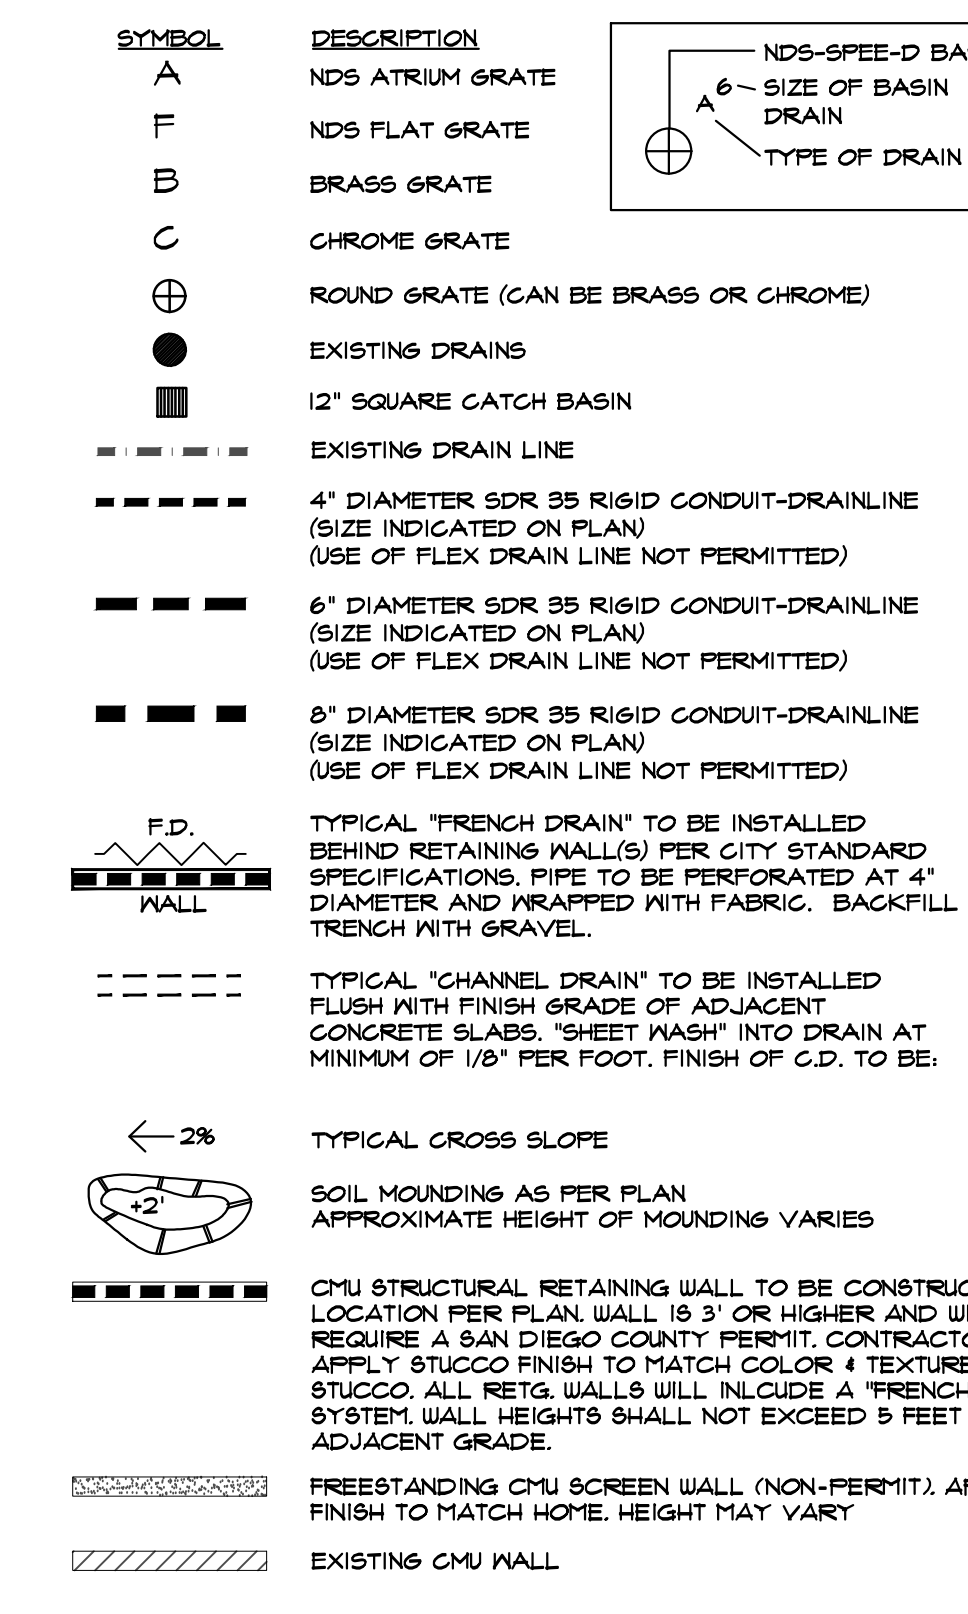 SYMBOL DESCRIPTION
A NDS ATRIUM GRATE
F NDS FLAT GRATE
B BRASS GRATE
C CHROME GRATE
ROUND GRATE (CAN BE BRASS OR CHROME)
EXISTING DRAINS
12" SQUARE CATCH BASIN
EXISTING DRAIN LINE
4" DIAMETER SDR 35 RIGID CONDUIT-DRAINLINE
(SIZE INDICATED ON PLAN)
(USE OF FLEX DRAIN LINE NOT PERMITTED)
6" DIAMETER SDR 35 RIGID CONDUIT-DRAINLINE
(SIZE INDICATED ON PLAN)
(USE OF FLEX DRAIN LINE NOT PERMITTED)
8" DIAMETER SDR 35 RIGID CONDUIT-DRAINLINE
(SIZE INDICATED ON PLAN)
(USE OF FLEX DRAIN LINE NOT PERMITTED)
F.D.
WALL
TYPICAL "FRENCH DRAIN" TO BE INSTALLED
BEHIND RETAINING WALL(S) PER CITY STANDARD
SPECIFICATIONS. PIPE TO BE PERFORATED AT 4"
DIAMETER AND WRAPPED WITH FABRIC. BACKFILL
TRENCH WITH GRAVEL.
TYPICAL "CHANNEL DRAIN" TO BE INSTALLED
FLUSH WITH FINISH GRADE OF ADJACENT
CONCRETE SLABS. "SHEET WASH" INTO DRAIN AT
MINIMUM OF 1/8" PER FOOT. FINISH OF C.D. TO BE:
2% TYPICAL CROSS SLOPE
+2'
SOIL MOUNDING AS PER PLAN
APPROXIMATE HEIGHT OF MOUNDING VARIES
CMU STRUCTURAL RETAINING WALL TO BE CONSTRUC
LOCATION PER PLAN. WALL IS 3' OR HIGHER AND WI
REQUIRE A SAN DIEGO COUNTY PERMIT. CONTRACTO
APPLY STUCCO FINISH TO MATCH COLOR & TEXTURE
STUCCO. ALL RETG. WALLS WILL INLCUDE A "FRENCH
SYSTEM. WALL HEIGHTS SHALL NOT EXCEED 5 FEET
ADJACENT GRADE.
FREESTANDING CMU SCREEN WALL (NON-PERMIT). AP
FINISH TO MATCH HOME. HEIGHT MAY VARY
EXISTING CMU WALL
NDS-SPEE-D BA
6 SIZE OF BASIN
DRAIN
A
TYPE OF DRAIN